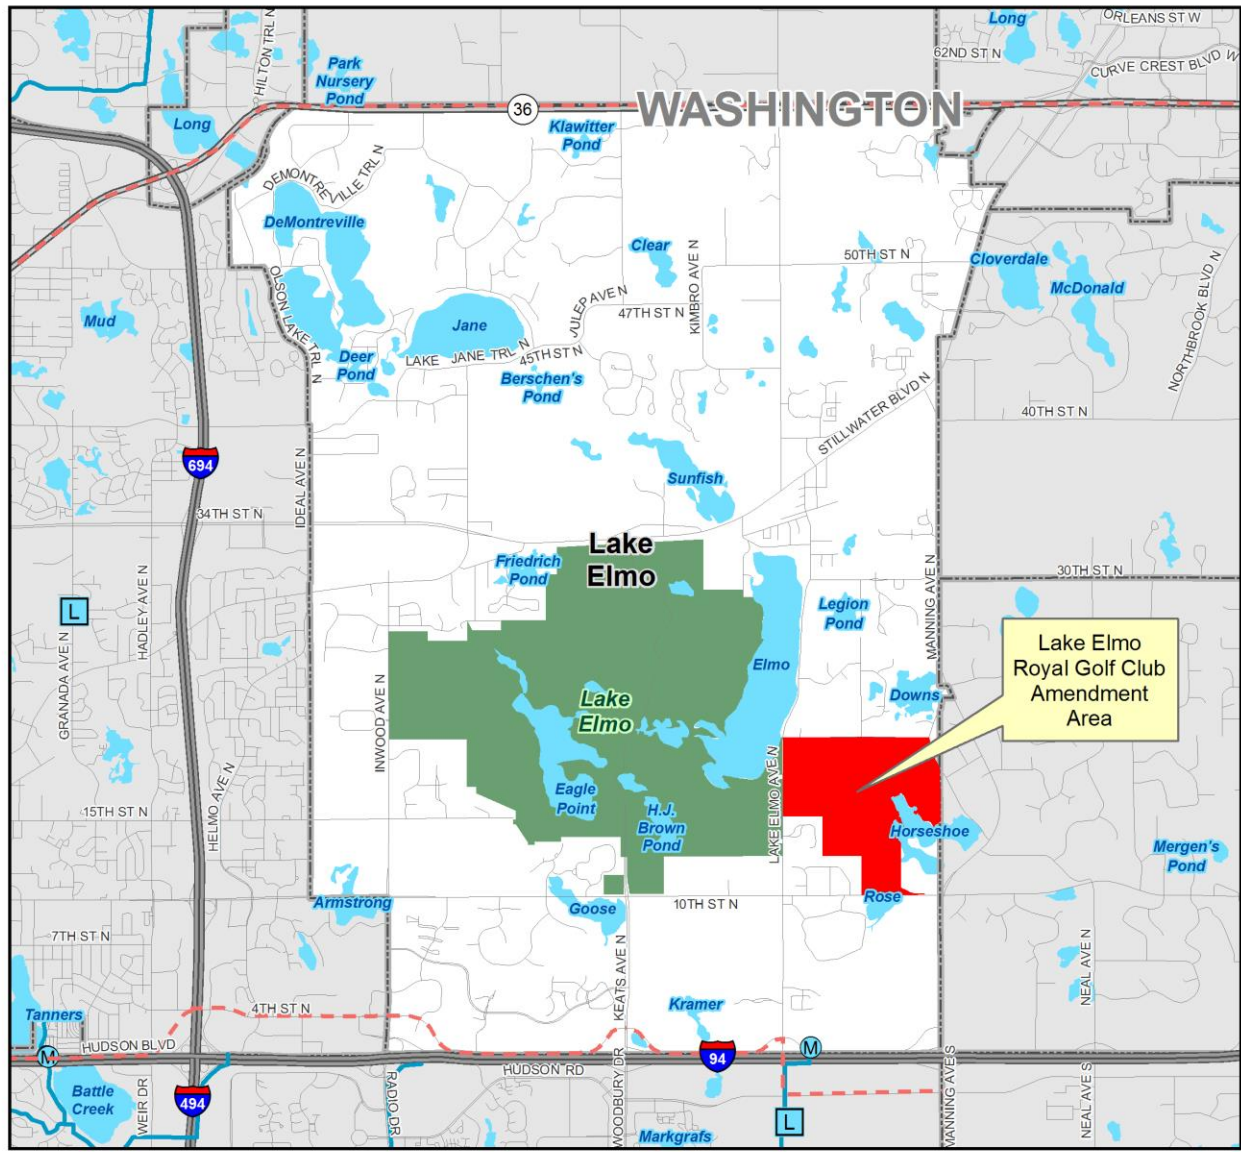 Long
ORLEANS ST W
HILTON TRL N
62ND ST N
CURVE CREST BLVD W
Park
Nursery
Pond
36
WASHINGTON
Long
Klawitter
Pond
DEMONTREVILLE TRL N
DeMontreville
Clear
50TH ST N
Cloverdale
McDonald
OLSON LAKE TRL N
JULEP AVE N
KIMBRO AVE N
47TH ST N
NORTHBROOK BLVD N
Mud
Jane
LAKE JANE TRL N
45TH ST N
Deer
Pond
Berschen's
Pond
STILLWATER BLVD N
40TH ST N
694
IDEAL AVE N
Sunfish
34TH ST N
Lake
Elmo
Friedrich
Pond
30TH ST N
HADLEY AVE N
L
GRANADA AVE N
Legion
Pond
MANNING AVE N
Lake Elmo
Royal Golf Club
Amendment
Area
Elmo
INWOOD AVE N
Lake
Elmo
Downs
LAKE ELMO AVE N
HELMO AVE N
15TH ST N
Eagle
Point
H.J.
Brown
Pond
Horseshoe
Mergen's
Pond
Armstrong
Goose
10TH ST N
Rose
7TH ST N
KEATS AVE N
NEAL AVE N
4TH ST N
Kramer
Tanners
M
HUDSON BLVD
M
94
HUDSON RD
WOODBURY DR
MANNING AVE S
NEAL AVE S
Battle
Creek
WEIR DR
494
RADIO DR
L
Markgrafs